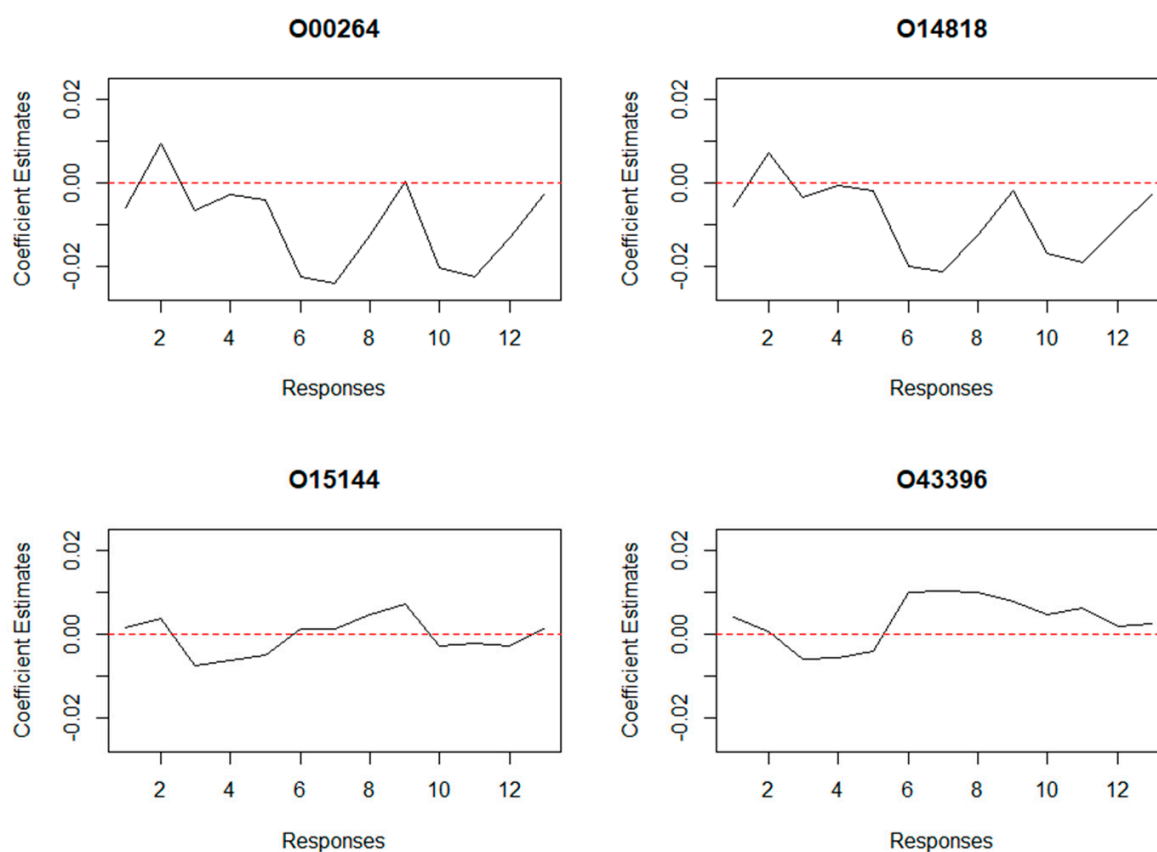 O00264
Coefficient Estimates
0.02
0.00
-0.02
2 4 6 8 10 12
Responses
O14818
Coefficient Estimates
0.02
0.00
-0.02
2 4 6 8 10 12
Responses
O15144
Coefficient Estimates
0.02
0.00
-0.02
2 4 6 8 10 12
Responses
O43396
Coefficient Estimates
0.02
0.00
-0.02
2 4 6 8 10 12
Responses